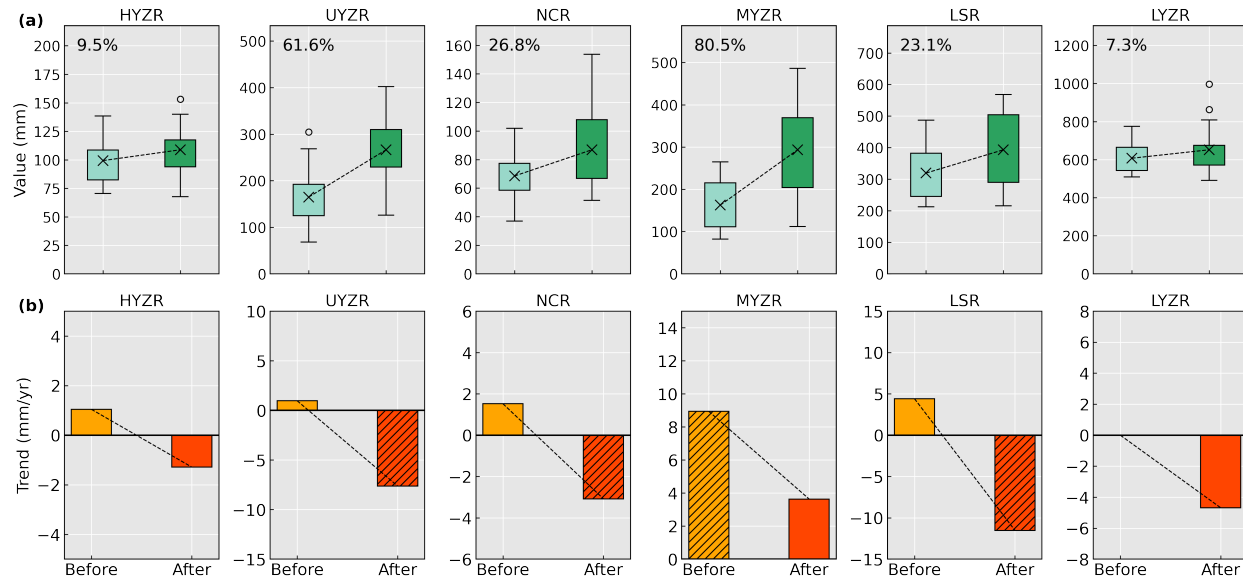 (a)
HYZR UYZR NCR MYZR LSR LYZR
9.5% 61.6% 26.8% 80.5% 23.1% 7.3%
Value (mm)
200 175 150 125 100 75 50 25 0
500 400 300 200 100 0
160 140 120 100 80 60 40 20 0
500 400 300 200 100 0
700 600 500 400 300 200 100 0
1200 1000 800 600 400 200 0
(b)
HYZR UYZR NCR MYZR LSR LYZR
Trend (mm/yr)
4 2 0 −2 −4
10 5 0 −5 −10 −15
6 4 2 0 −2 −4 −6
14 12 10 8 6 4 2 0
15 10 5 0 −5 −10 −15
8 6 4 2 0 −2 −4 −6 −8
Before After Before After Before After Before After Before After Before After